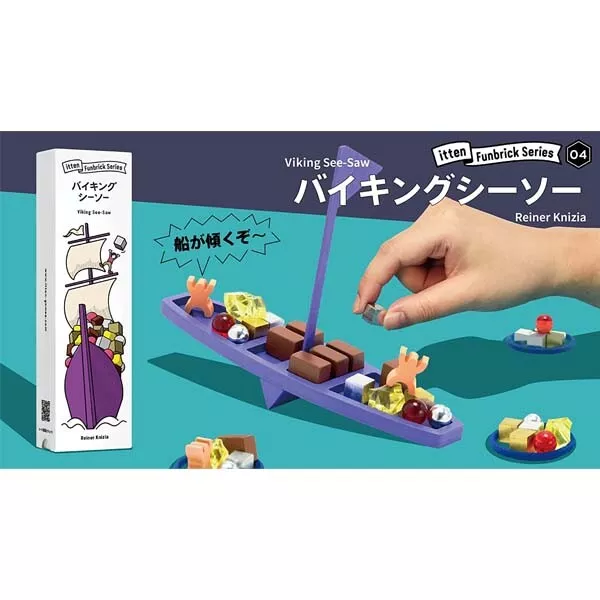 itten Funbrick Series
バイキング
シーソー
Viking See-Saw
Reiner Knizia
itten Funbrick Series 04
Viking See-Saw
バイキングシーソー
Reiner Knizia
船が傾くぞ〜